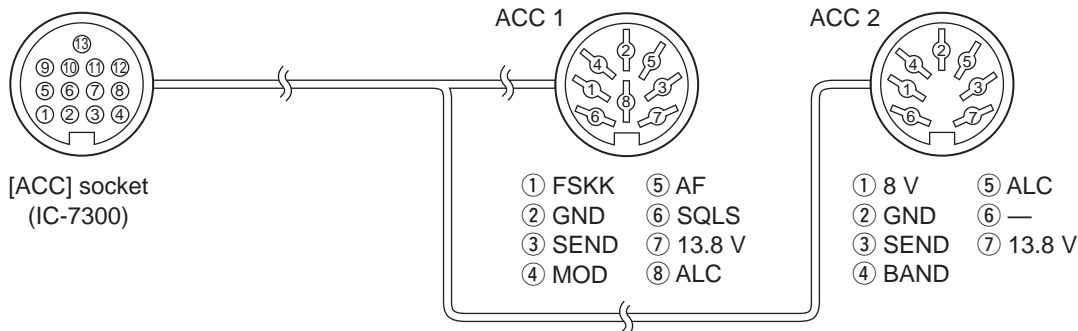 ACC 1
ACC 2
⑬
⑨ ⑩ ⑪ ⑫
⑤ ⑥ ⑦ ⑧
① ② ③ ④
②
④ ⑤
① ③
⑧
⑥ ⑦
②
④ ⑤
① ③
⑥ ⑦
[ACC] socket
(IC-7300)
① FSKK ⑤ AF
② GND ⑥ SQLS
③ SEND ⑦ 13.8 V
④ MOD ⑧ ALC
① 8 V ⑤ ALC
② GND ⑥ —
③ SEND ⑦ 13.8 V
④ BAND